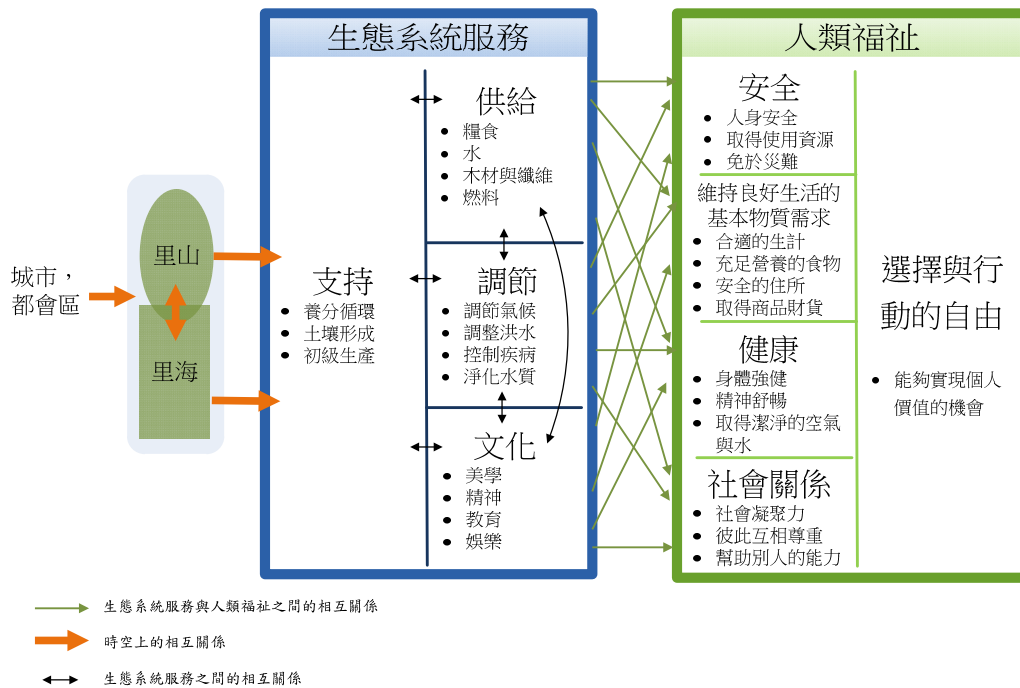 生態系統服務
人類福祉
城市，
都會區
里山
里海
支持
• 養分循環
• 土壤形成
• 初級生產
供給
• 糧食
• 水
• 木材與纖維
• 燃料
調節
• 調節氣候
• 調整洪水
• 控制疾病
• 淨化水質
文化
• 美學
• 精神
• 教育
• 娛樂
安全
• 人身安全
• 取得使用資源
• 免於災難
維持良好生活的
基本物質需求
• 合適的生計
• 充足營養的食物
• 安全的住所
• 取得商品財貨
健康
• 身體強健
• 精神舒暢
• 取得潔淨的空氣
與水
社會關係
• 社會凝聚力
• 彼此互相尊重
• 幫助別人的能力
選擇與行
動的自由
• 能夠實現個人
價值的機會
生態系統服務與人類福祉之間的相互關係
時空上的相互關係
生態系統服務之間的相互關係